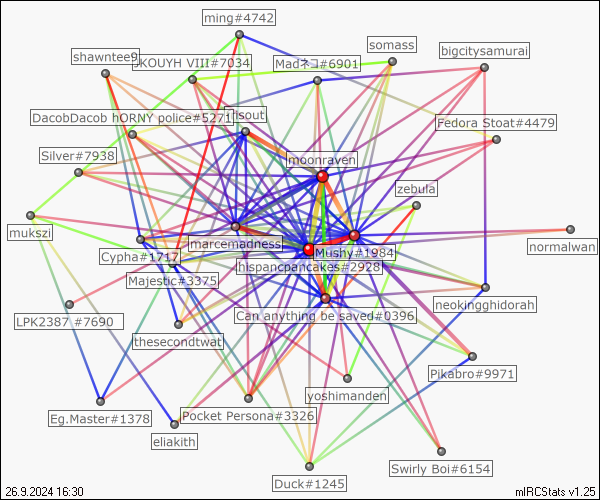 ming#4742
somass
shawntee9
JKOUYH VIII#7034
Madネコ#6901
bigcitysamurai
DacobDacob hORNY police#5271
risout
Fedora Stoat#4479
Silver#7938
moonraven
zebula
mukszi
marcemadness
normalwan
Cypha#1717
Mushy#1984
Majestic#3375
hispancpancakes#2928
neokingghidorah
LPK2387 #7690
Can anything be saved#0396
thesecondtwat
Pikabro#9971
yoshimanden
Eg.Master#1378
Pocket Persona#3326
eliakith
Swirly Boi#6154
Duck#1245
26.9.2024 16:30
mIRCStats v1.25